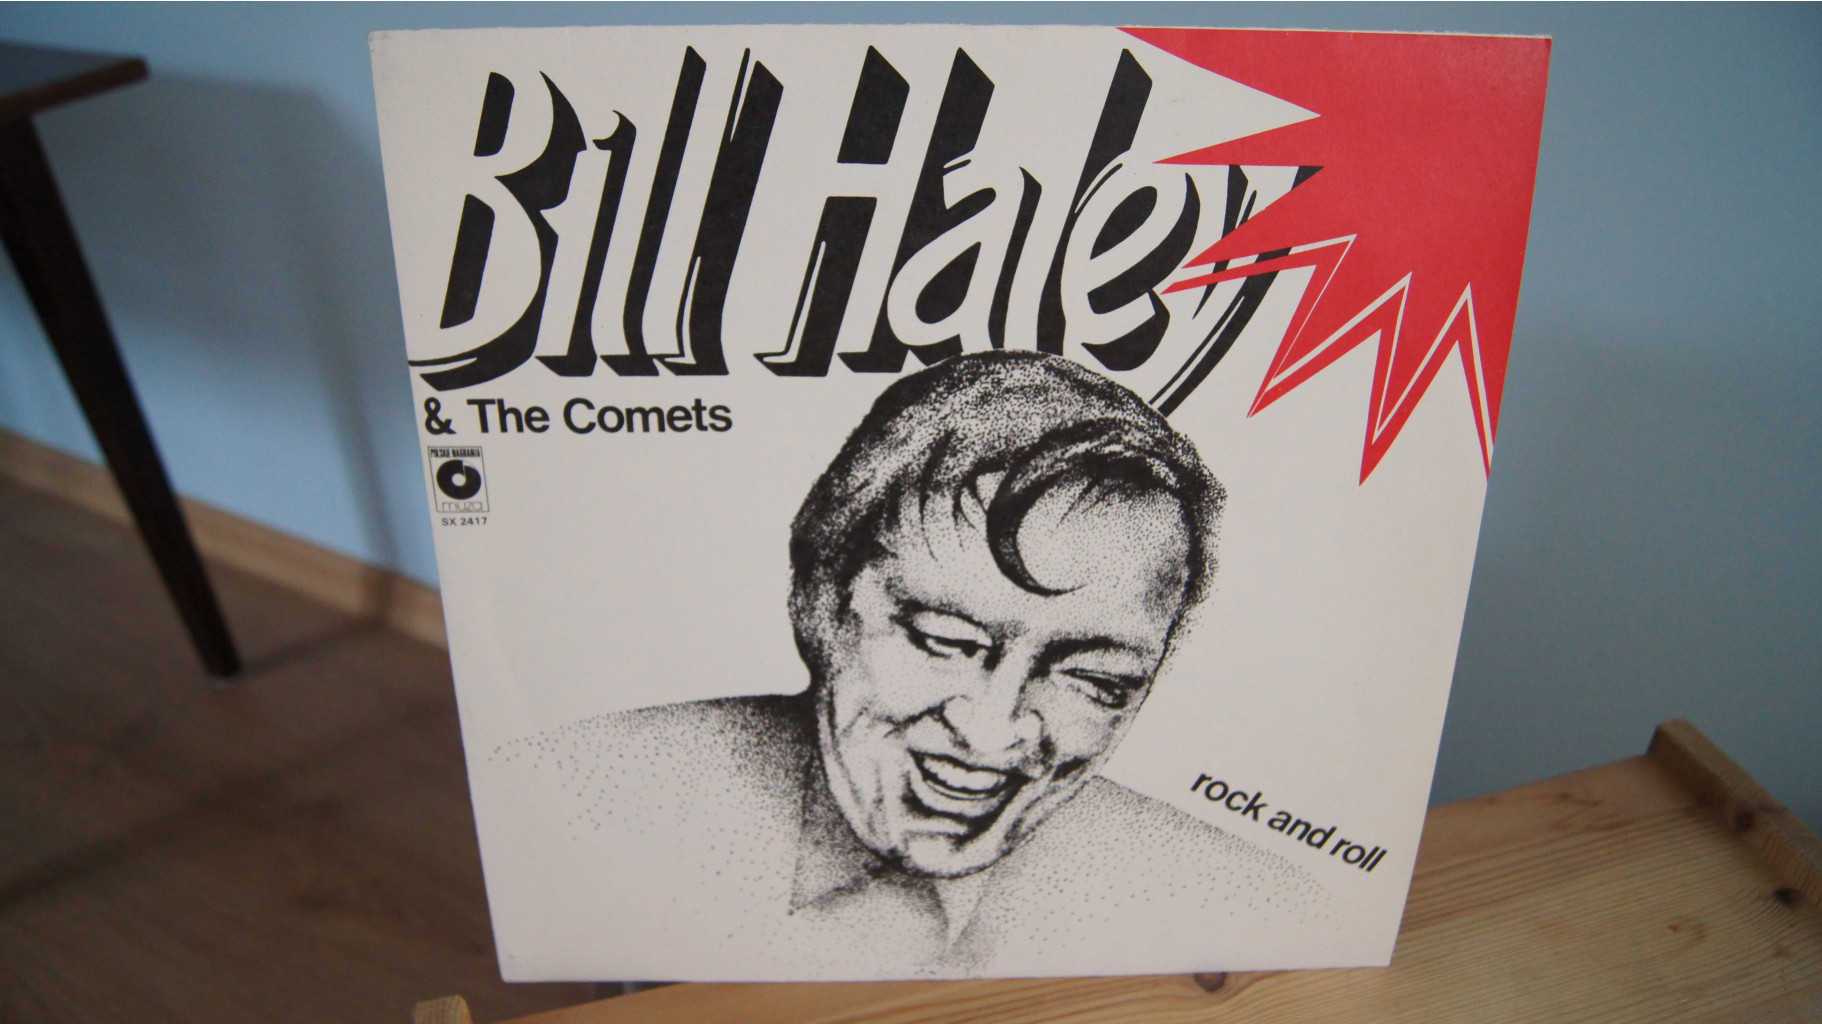 Bill Haley
& The Comets
POLSKIE NAGRANIA
muza
SX 2417
rock and roll